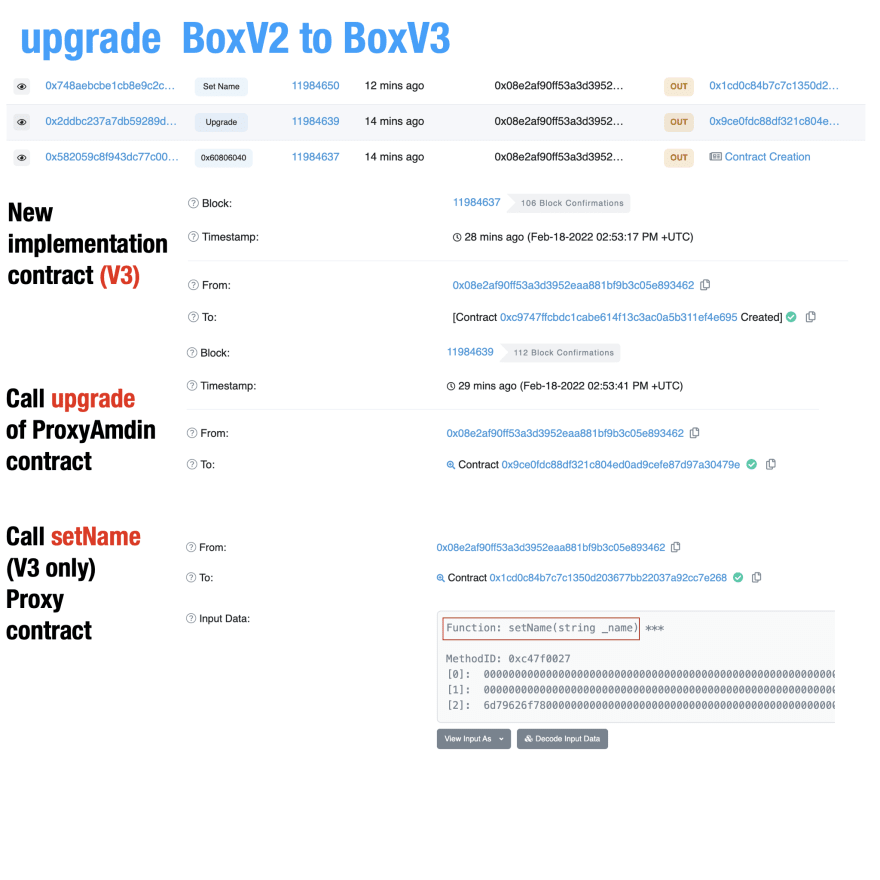 upgrade BoxV2 to BoxV3
0x748aebcbe1cb8e9c2c... Set Name 11984650 12 mins ago 0x08e2af90ff53a3d3952... OUT 0x1cd0c84b7c7c1350d2...
0x2ddbc237a7db59289d... Upgrade 11984639 14 mins ago 0x08e2af90ff53a3d3952... OUT 0x9ce0fdc88df321c804e...
0x582059c8f943dc77c00... 0x60806040 11984637 14 mins ago 0x08e2af90ff53a3d3952... OUT Contract Creation
New
implementation
contract (V3)
Block: 11984637 106 Block Confirmations
Timestamp: 28 mins ago (Feb-18-2022 02:53:17 PM +UTC)
From: 0x08e2af90ff53a3d3952eaa881bf9b3c05e893462
To: [Contract 0xc9747ffcbdc1cabe614f13c3ac0a5b311ef4e695 Created]
Call upgrade
of ProxyAmdin
contract
Block: 11984639 112 Block Confirmations
Timestamp: 29 mins ago (Feb-18-2022 02:53:41 PM +UTC)
From: 0x08e2af90ff53a3d3952eaa881bf9b3c05e893462
To: Contract 0x9ce0fdc88df321c804ed0ad9cefe87d97a30479e
Call setName
(V3 only)
Proxy
contract
From: 0x08e2af90ff53a3d3952eaa881bf9b3c05e893462
To: Contract 0x1cd0c84b7c7c1350d203677bb22037a92cc7e268
Input Data:
Function: setName(string _name) ***
MethodID: 0xc47f0027
[0]: 000000000000000000000000000000000000000000000000000000
[1]: 000000000000000000000000000000000000000000000000000000
[2]: 6d79626f7800000000000000000000000000000000000000000000
View Input As Decode Input Data